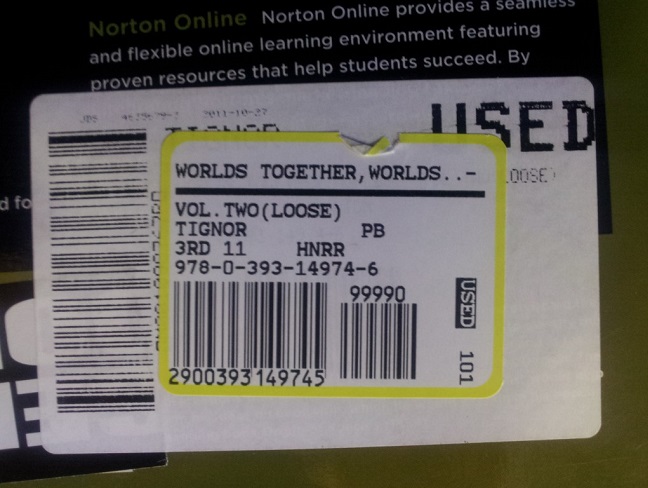 Norton Online Norton Online provides a seamless
and flexible online learning environment featuring
proven resources that help students succeed. By
2011-10-27
USED
TIGNOR
WORLDS TOGETHER,WORLDS..-
VOL.TWO(LOOSE)
TIGNOR PB
3RD 11 HNRR
978-0-393-14974-6
99990
2900393149745
USED 101